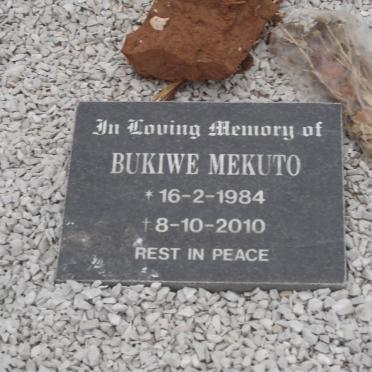 In Loving Memory of
BUKIWE MEKUTO
* 16-2-1984
†8-10-2010
REST IN PEACE